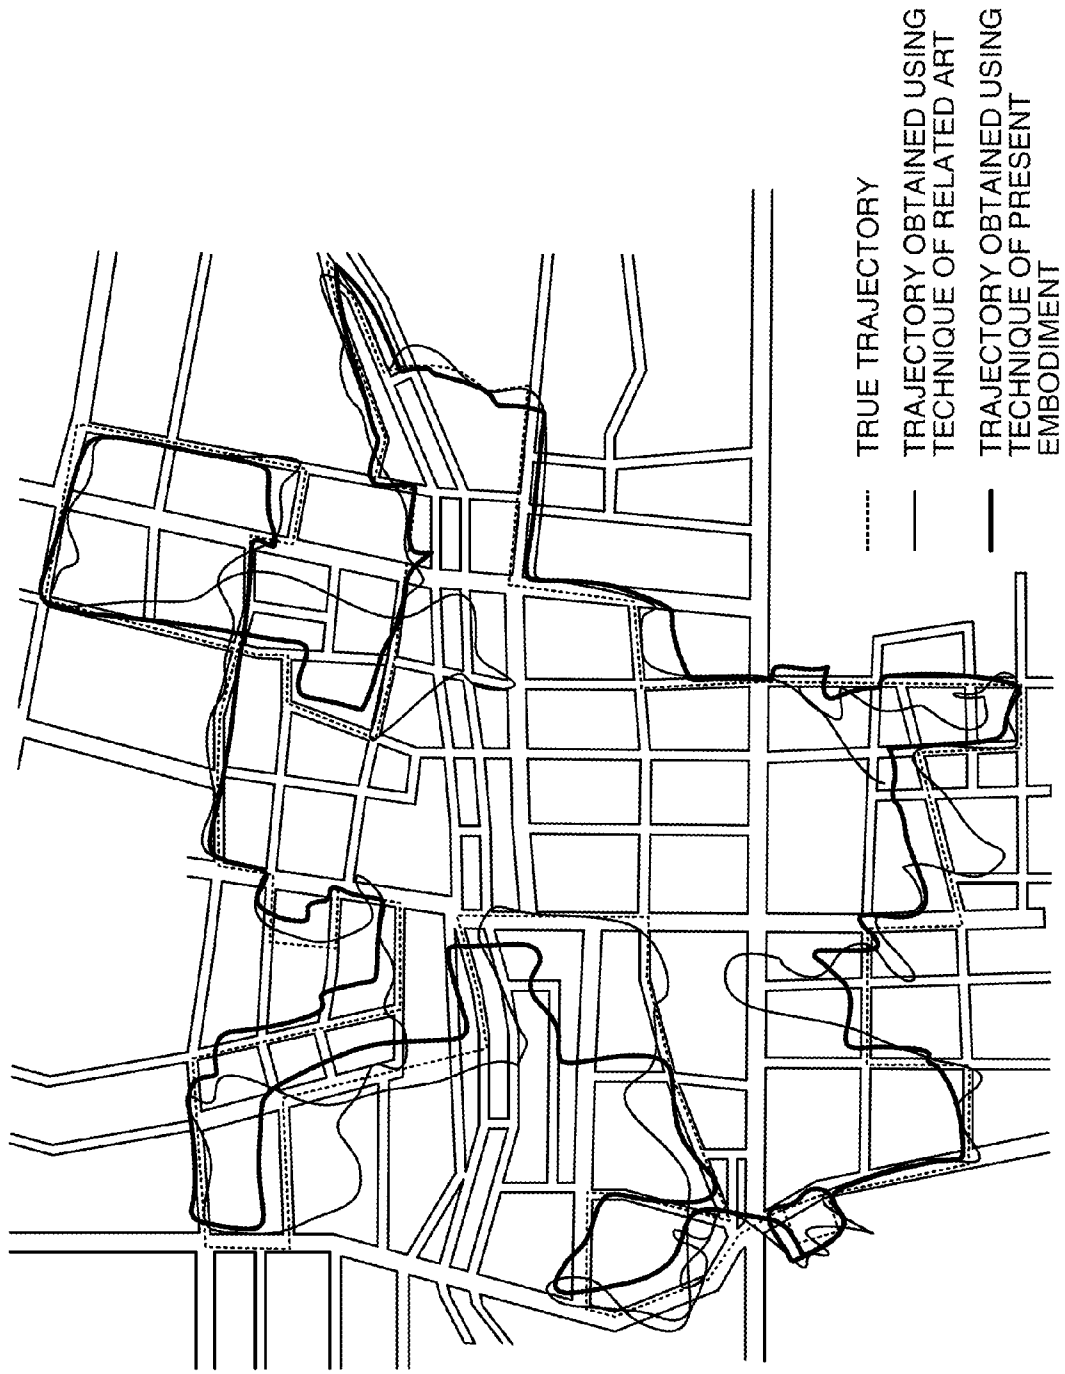 TRUE TRAJECTORY
TRAJECTORY OBTAINED USING
TECHNIQUE OF RELATED ART
TRAJECTORY OBTAINED USING
TECHNIQUE OF PRESENT
EMBODIMENT